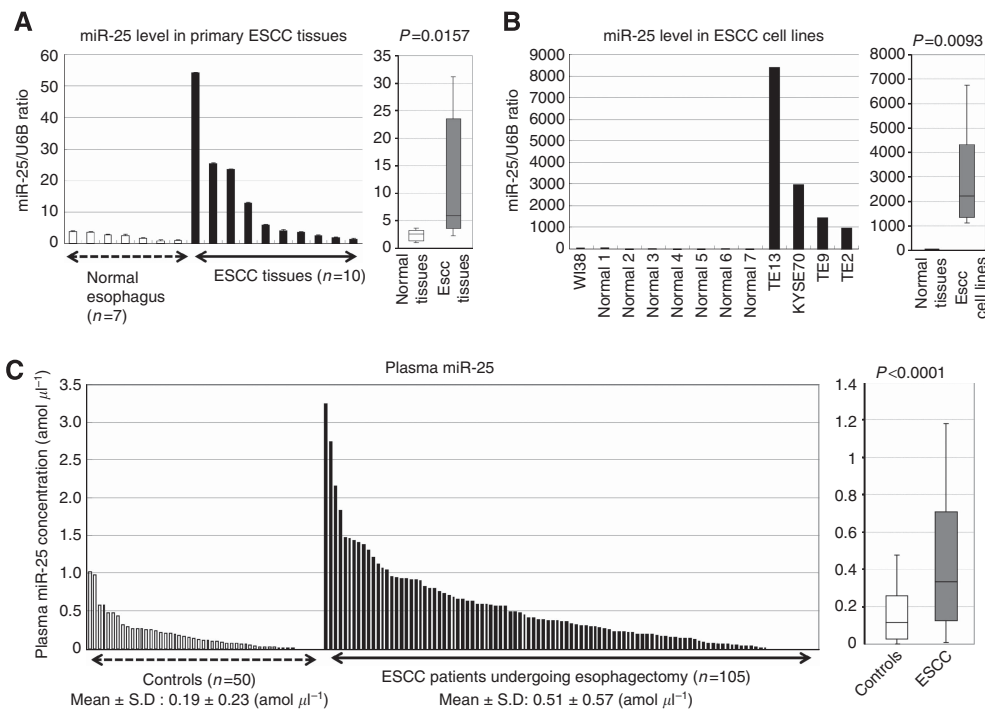 A
miR-25 level in primary ESCC tissues
miR-25/U6B ratio
60
50
40
30
20
10
0
Normal
esophagus
(n=7)
ESCC tissues (n=10)
P=0.0157
35
30
25
20
15
10
5
0
Normal
tissues
Escc
tissues
B
miR-25 level in ESCC cell lines
miR-25/U6B ratio
9000
8000
7000
6000
5000
4000
3000
2000
1000
0
WI38
Normal 1
Normal 2
Normal 3
Normal 4
Normal 5
Normal 6
Normal 7
TE13
KYSE70
TE9
TE2
P=0.0093
8000
7000
6000
5000
4000
3000
2000
1000
0
Normal
tissues
Escc
cell lines
C
Plasma miR-25
Plasma miR-25 concentration (amol μl⁻¹)
3.5
3.0
2.5
2.0
1.5
1.0
0.5
0
Controls (n=50)
Mean ± S.D : 0.19 ± 0.23 (amol μl⁻¹)
ESCC patients undergoing esophagectomy (n=105)
Mean ± S.D: 0.51 ± 0.57 (amol μl⁻¹)
P<0.0001
1.4
1.2
1
0.8
0.6
0.4
0.2
0
Controls
ESCC